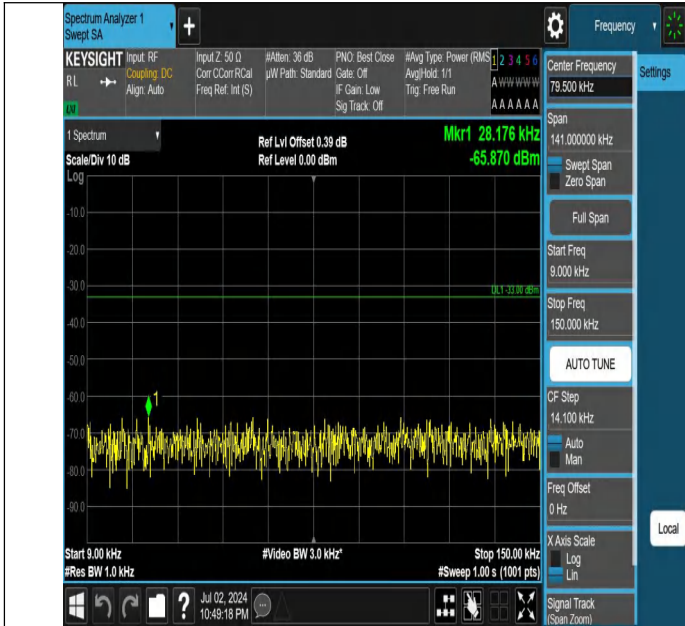 Spectrum Analyzer 1
Swept SA
+
Frequency
KEYSIGHT
RL
Input: RF
Coupling: DC
Align: Auto
Input Z: 50 Ω
Corr CCorr RCal
Freq Ref: Int (S)
#Atten: 36 dB
µW Path: Standard
PNO: Best Close
Gate: Off
IF Gain: Low
Sig Track: Off
#Avg Type: Power (RMS
Avg|Hold: 1/1
Trig: Free Run
1 2 3 4 5 6
A W W W W W
A A A A A A
1 Spectrum
Scale/Div 10 dB
Log
Ref Lvl Offset 0.39 dB
Ref Level 0.00 dBm
Mkr1 28.176 kHz
-65.870 dBm
-10.0
-20.0
-30.0
DL1 -33.00 dBm
-40.0
-50.0
-60.0
1
-70.0
-80.0
-90.0
Start 9.00 kHz
#Res BW 1.0 kHz
#Video BW 3.0 kHz*
Stop 150.00 kHz
#Sweep 1.00 s (1001 pts)
Jul 02, 2024
10:49:18 PM
?
Center Frequency
79.500 kHz
Settings
Span
141.000000 kHz
Swept Span
Zero Span
Full Span
Start Freq
9.000 kHz
Stop Freq
150.000 kHz
AUTO TUNE
CF Step
14.100 kHz
Auto
Man
Freq Offset
0 Hz
X Axis Scale
Log
Lin
Local
Signal Track
(Span Zoom)